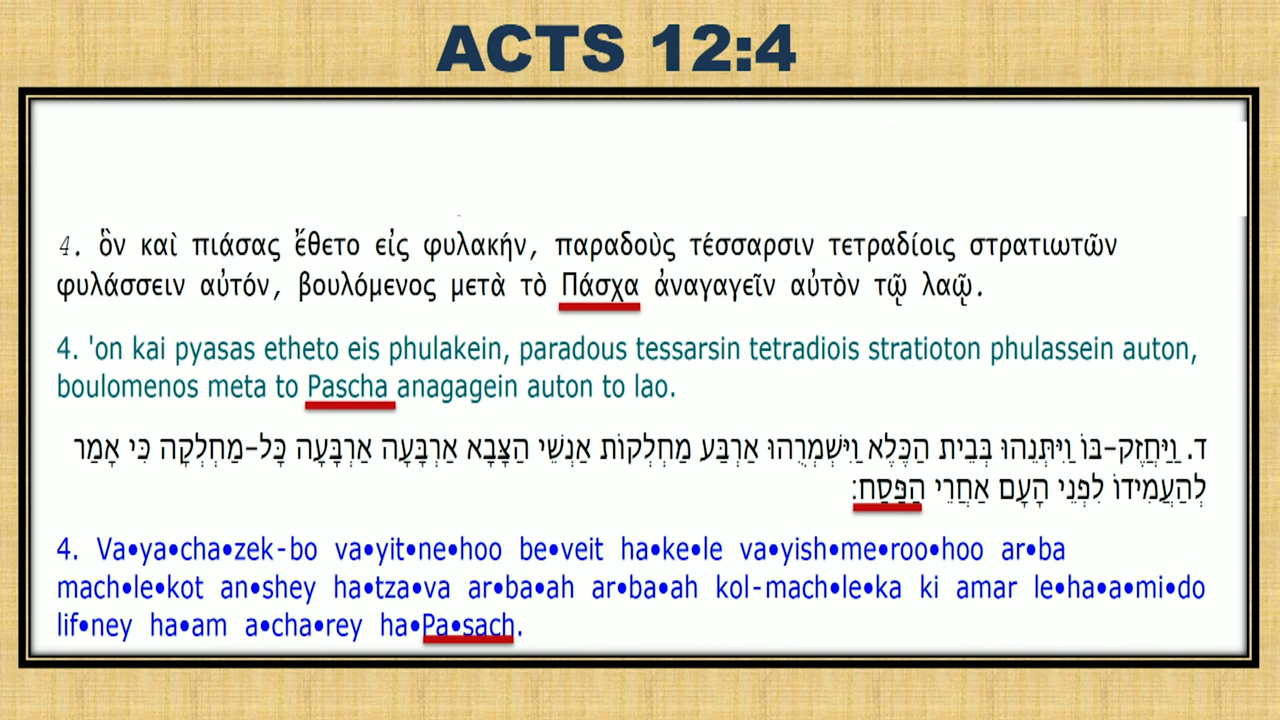 ACTS 12:4
4. ὃν καὶ πιάσας ἔθετο εἰς φυλακήν, παραδοὺς τέσσαρσιν τετραδίοις στρατιωτῶν
φυλάσσειν αὐτόν, βουλόμενος μετὰ τὸ Πάσχα ἀναγαγεῖν αὐτὸν τῷ λαῷ.
4. 'on kai pyasas etheto eis phulakein, paradous tessarsin tetradiois stratioton phulassein auton,
boulomenos meta to Pascha anagagein auton to lao.
ד. וַיַּחֲזֶק-בּוֹ וַיִּתְּנֵהוּ בְּבֵית הַכֶּלֶא וַיִּשְׁמְרֻהוּ אַרְבַּע מַחְלְקוֹת אַנְשֵׁי הַצָּבָא אַרְבָּעָה אַרְבָּעָה כָּל-מַחְלְקָה כִּי אָמַר
לְהַעֲמִידוֹ לִפְנֵי הָעָם אַחֲרֵי הַפָּסַח:
4. Va•ya•cha•zek-bo va•yit•ne•hoo be•veit ha•ke•le va•yish•me•roo•hoo ar•ba
mach•le•kot an•shey ha•tza•va ar•ba•ah ar•ba•ah kol-mach•le•ka ki amar le•ha•a•mi•do
lif•ney ha•am a•cha•rey ha•Pa•sach.